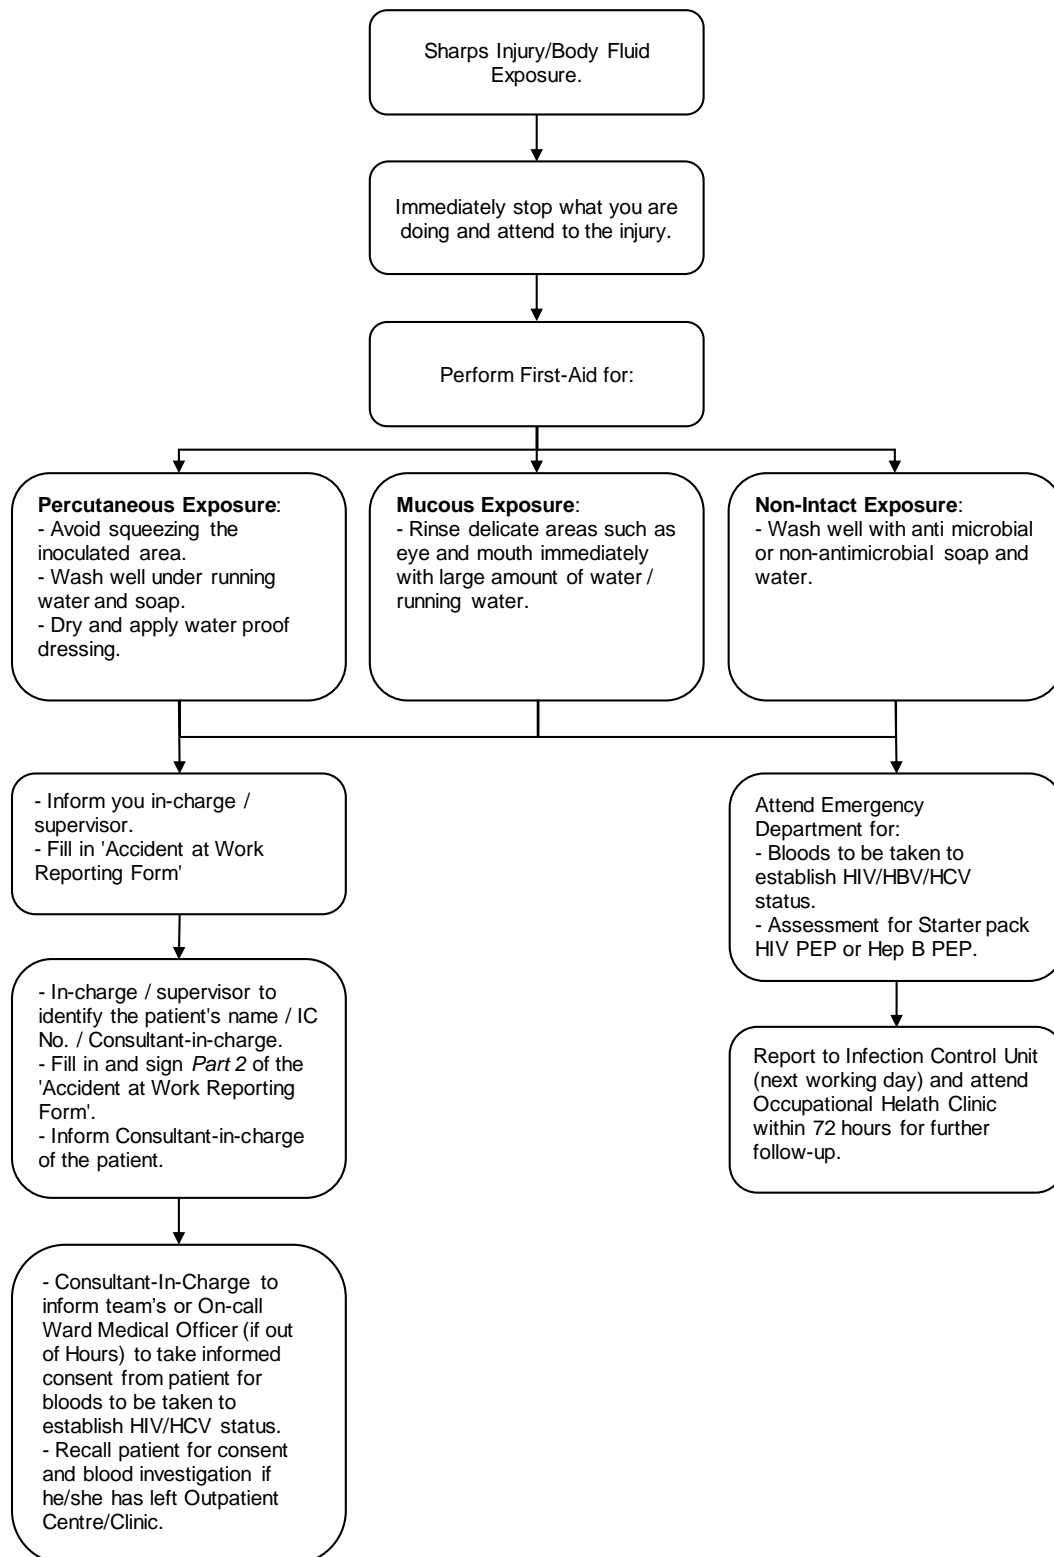 Sharps Injury/Body Fluid
Exposure.
Immediately stop what you are
doing and attend to the injury.
Perform First-Aid for:
Percutaneous Exposure:
- Avoid squeezing the
inoculated area.
- Wash well under running
water and soap.
- Dry and apply water proof
dressing.
Mucous Exposure:
- Rinse delicate areas such as
eye and mouth immediately
with large amount of water /
running water.
Non-Intact Exposure:
- Wash well with anti microbial
or non-antimicrobial soap and
water.
- Inform you in-charge /
supervisor.
- Fill in 'Accident at Work
Reporting Form'
- In-charge / supervisor to
identify the patient's name / IC
No. / Consultant-in-charge.
- Fill in and sign Part 2 of the
'Accident at Work Reporting
Form'.
- Inform Consultant-in-charge
of the patient.
- Consultant-In-Charge to
inform team's or On-call
Ward Medical Officer (if out
of Hours) to take informed
consent from patient for
bloods to be taken to
establish HIV/HCV status.
- Recall patient for consent
and blood investigation if
he/she has left Outpatient
Centre/Clinic.
Attend Emergency
Department for:
- Bloods to be taken to
establish HIV/HBV/HCV
status.
- Assessment for Starter pack
HIV PEP or Hep B PEP.
Report to Infection Control Unit
(next working day) and attend
Occupational Helath Clinic
within 72 hours for further
follow-up.